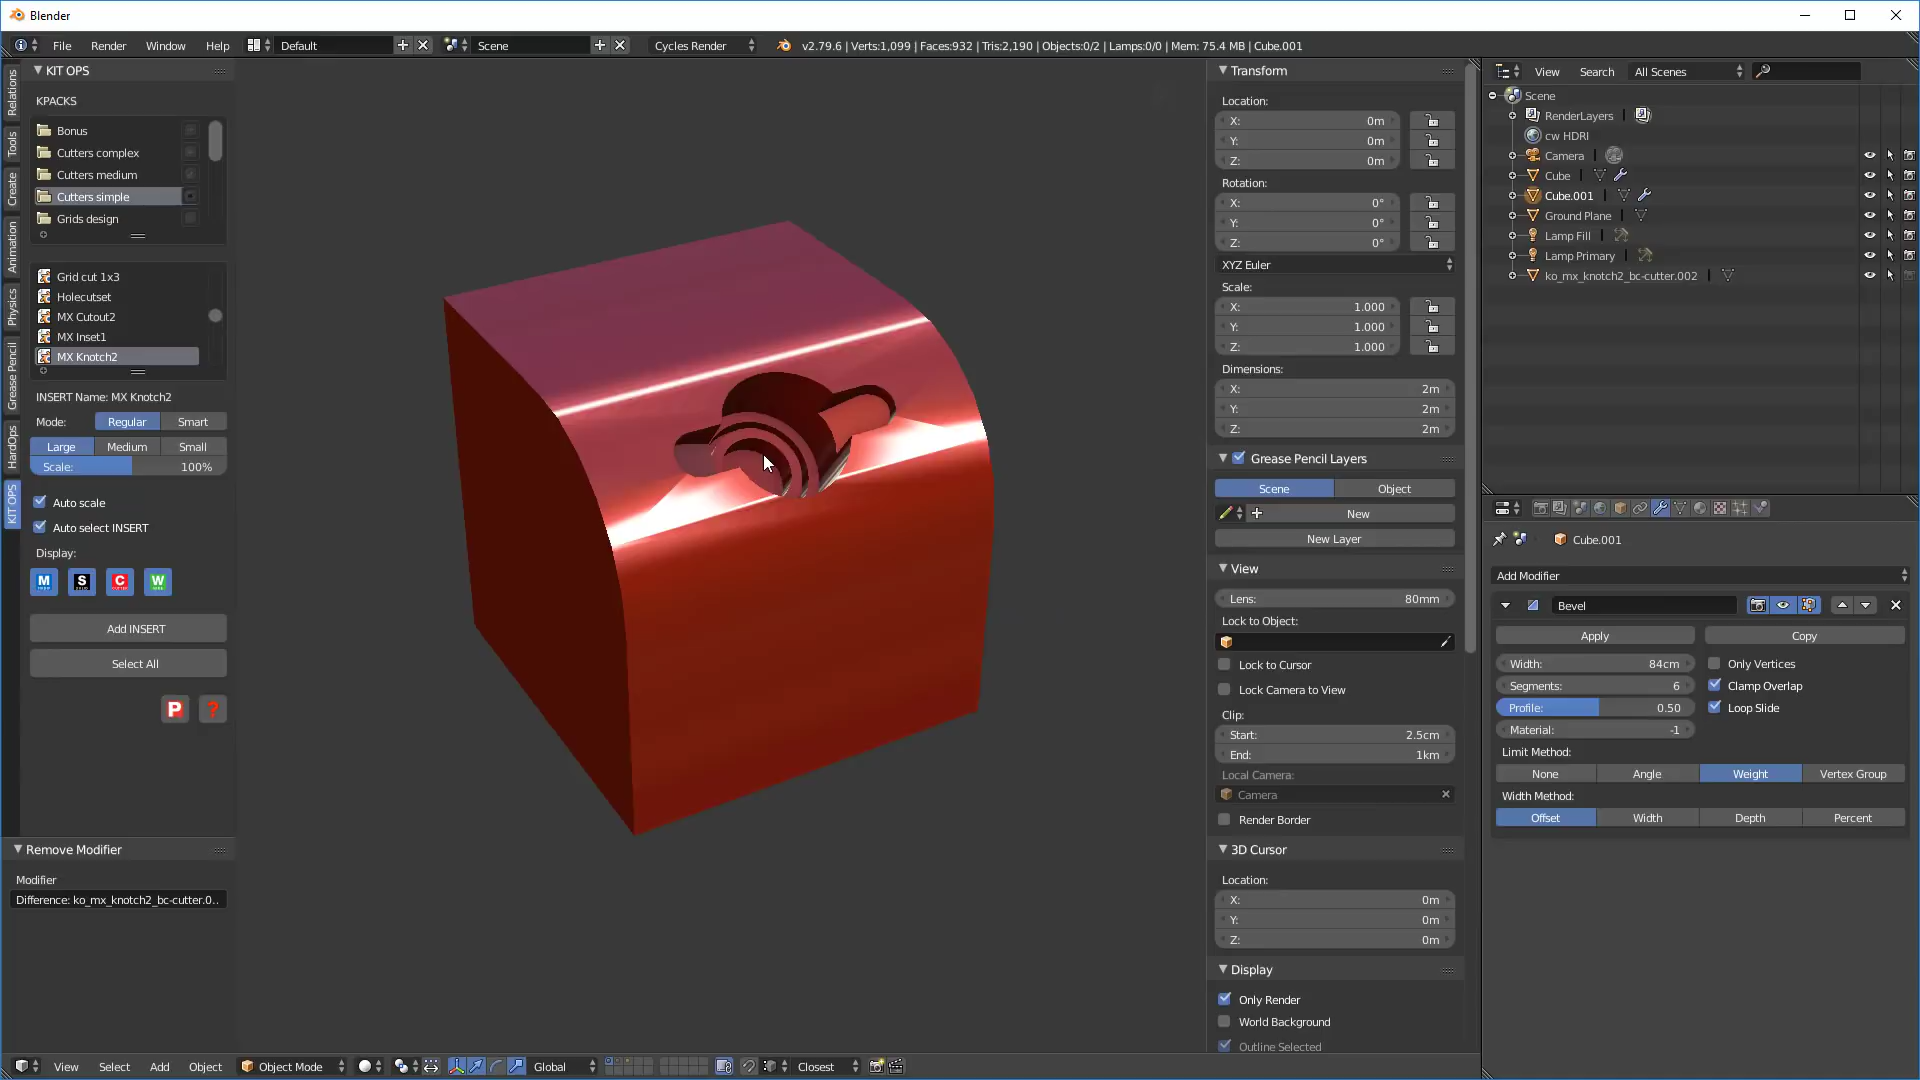 Blender
File Render Window Help Default Scene Cycles Render v2.79.6 | Verts:1,099 | Faces:932 | Tris:2,190 | Objects:0/2 | Lamps:0/0 | Mem: 75.4 MB | Cube.001
Relations
Tools
Create
Animation
Physics
Grease Pencil
HardOps
KIT OPS
KIT OPS
KPACKS
Bonus
Cutters complex
Cutters medium
Cutters simple
Grids design
Grid cut 1x3
Holecutset
MX Cutout2
MX Inset1
MX Knotch2
INSERT Name: MX Knotch2
Mode: Regular Smart
Large Medium Small
Scale: 100%
Auto scale
Auto select INSERT
Display:
M S C W
Add INSERT
Select All
P ?
Remove Modifier
Modifier
Difference: ko_mx_knotch2_bc-cutter.0..
View Select Add Object Object Mode Global Closest
Transform
Location:
X: 0m
Y: 0m
Z: 0m
Rotation:
X: 0°
Y: 0°
Z: 0°
XYZ Euler
Scale:
X: 1.000
Y: 1.000
Z: 1.000
Dimensions:
X: 2m
Y: 2m
Z: 2m
Grease Pencil Layers
Scene Object
New
New Layer
View
Lens: 80mm
Lock to Object:
Lock to Cursor
Lock Camera to View
Clip:
Start: 2.5cm
End: 1km
Local Camera:
Camera
Render Border
3D Cursor
Location:
X: 0m
Y: 0m
Z: 0m
Display
Only Render
World Background
Outline Selected
View Search All Scenes
Scene
RenderLayers
cw HDRI
Camera
Cube
Cube.001
Ground Plane
Lamp Fill
Lamp Primary
ko_mx_knotch2_bc-cutter.002
Cube.001
Add Modifier
Bevel
Apply Copy
Width: 84cm Only Vertices
Segments: 6 Clamp Overlap
Profile: 0.50 Loop Slide
Material: -1
Limit Method:
None Angle Weight Vertex Group
Width Method:
Offset Width Depth Percent